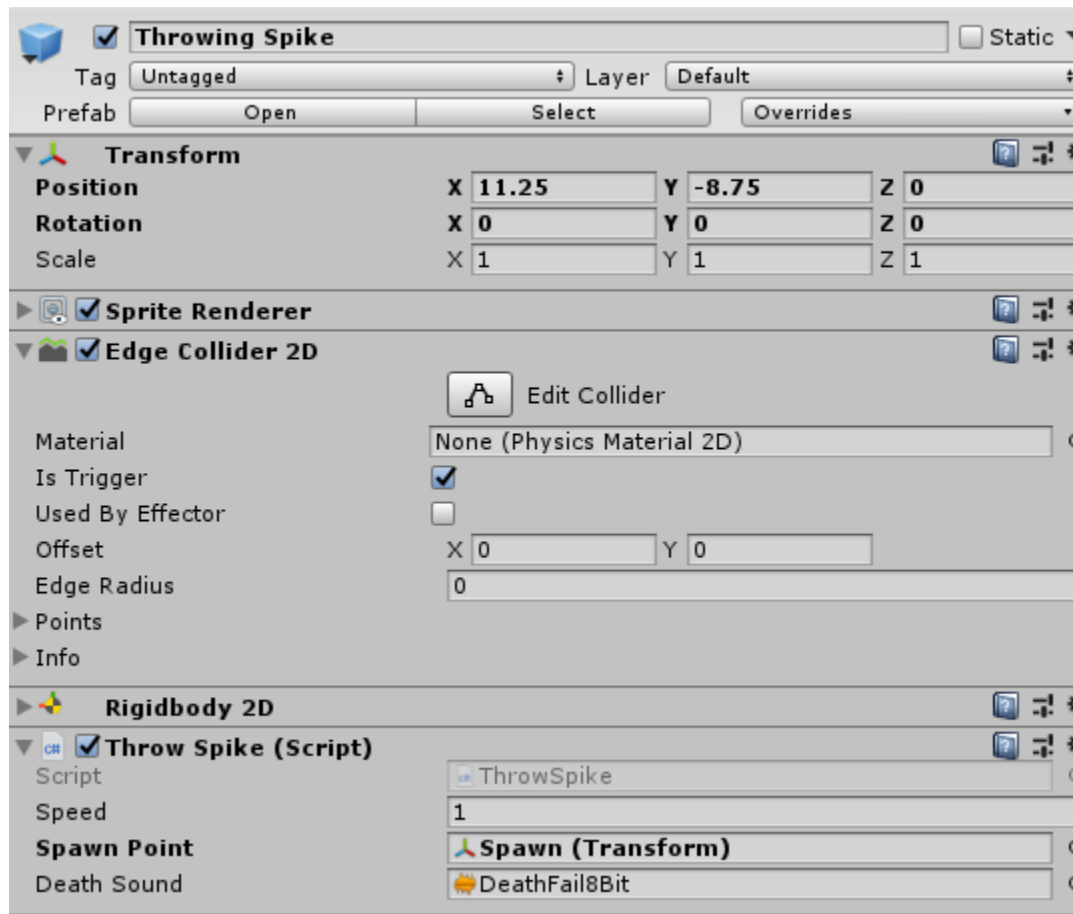 Throwing Spike Static
Tag Untagged Layer Default
Prefab Open Select Overrides
Transform
Position X 11.25 Y -8.75 Z 0
Rotation X 0 Y 0 Z 0
Scale X 1 Y 1 Z 1
Sprite Renderer
Edge Collider 2D
Edit Collider
Material None (Physics Material 2D)
Is Trigger
Used By Effector
Offset X 0 Y 0
Edge Radius 0
Points
Info
Rigidbody 2D
c# Throw Spike (Script)
Script ThrowSpike
Speed 1
Spawn Point Spawn (Transform)
Death Sound DeathFail8Bit